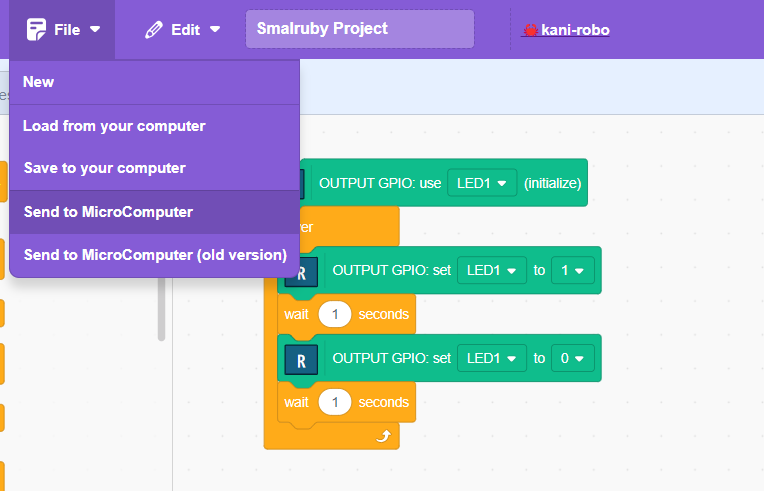 File Edit Smalruby Project kani-robo
New
Load from your computer
Save to your computer
Send to MicroComputer
Send to MicroComputer (old version)
OUTPUT GPIO: use LED1 (initialize)
R OUTPUT GPIO: set LED1 to 1
wait 1 seconds
R OUTPUT GPIO: set LED1 to 0
wait 1 seconds